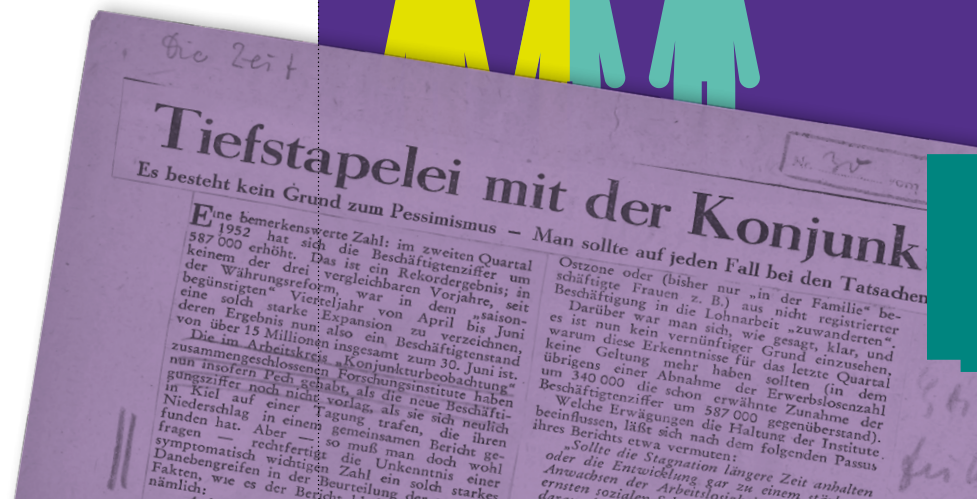 Die Zeit
Nr. 30 vom
Tiefstapelei mit der Konjunk
Es besteht kein Grund zum Pessimismus – Man sollte auf jeden Fall bei den Tatsachen
Eine bemerkenswerte Zahl: im zweiten Quartal
1952 hat sich die Beschäftigtenziffer um
587 000 erhöht. Das ist ein Rekordergebnis; in
keinem der drei vergleichbaren Vorjahre, seit
der Währungsreform, war in dem „saison-
begünstigten“ Vierteljahr von April bis Juni
eine solch starke Expansion zu verzeichnen,
deren Ergebnis nun also ein Beschäftigtenstand
von über 15 Millionen insgesamt zum 30. Juni ist.
Die im Arbeitskreis „Konjunkturbeobachtung“
zusammengeschlossenen Forschungsinstitute haben
nun insofern Pech gehabt, als die neue Beschäfti-
gungsziffer noch nicht vorlag, als sie sich neulich
in Kiel auf einer Tagung trafen, die ihren
Niederschlag in einem gemeinsamen Bericht ge-
funden hat. Aber — so muß man doch wohl
fragen — rechtfertigt die Unkenntnis einer
symptomatisch wichtigen Zahl ein solch starkes
Danebengreifen in der Beurteilung der
Fakten, wie es der Bericht
nämlich:
Ostzone oder (bisher nur „in der Familie“ be-
schäftigte Frauen z. B.) aus nicht registrierter
Beschäftigung in die Lohnarbeit „zuwanderten“.
Darüber war man sich, wie gesagt, klar, und
es ist nun kein vernünftiger Grund einzusehen,
warum diese Erkenntnisse für das letzte Quartal
keine Geltung mehr haben sollten (in dem
übrigens einer Abnahme der Erwerbslosenzahl
um 340 000 die schon erwähnte Zunahme der
Beschäftigtenziffer um 587 000 gegenüberstand).
Welche Erwägungen die Haltung der Institute
beeinflussen, läßt sich nach dem folgenden Passus
ihres Berichts etwa vermuten:
„Sollte die Stagnation längere Zeit anhalten
oder die Entwicklung gar zu einem
Anwachsen der Arbeitslosigkeit
ernsten sozialen